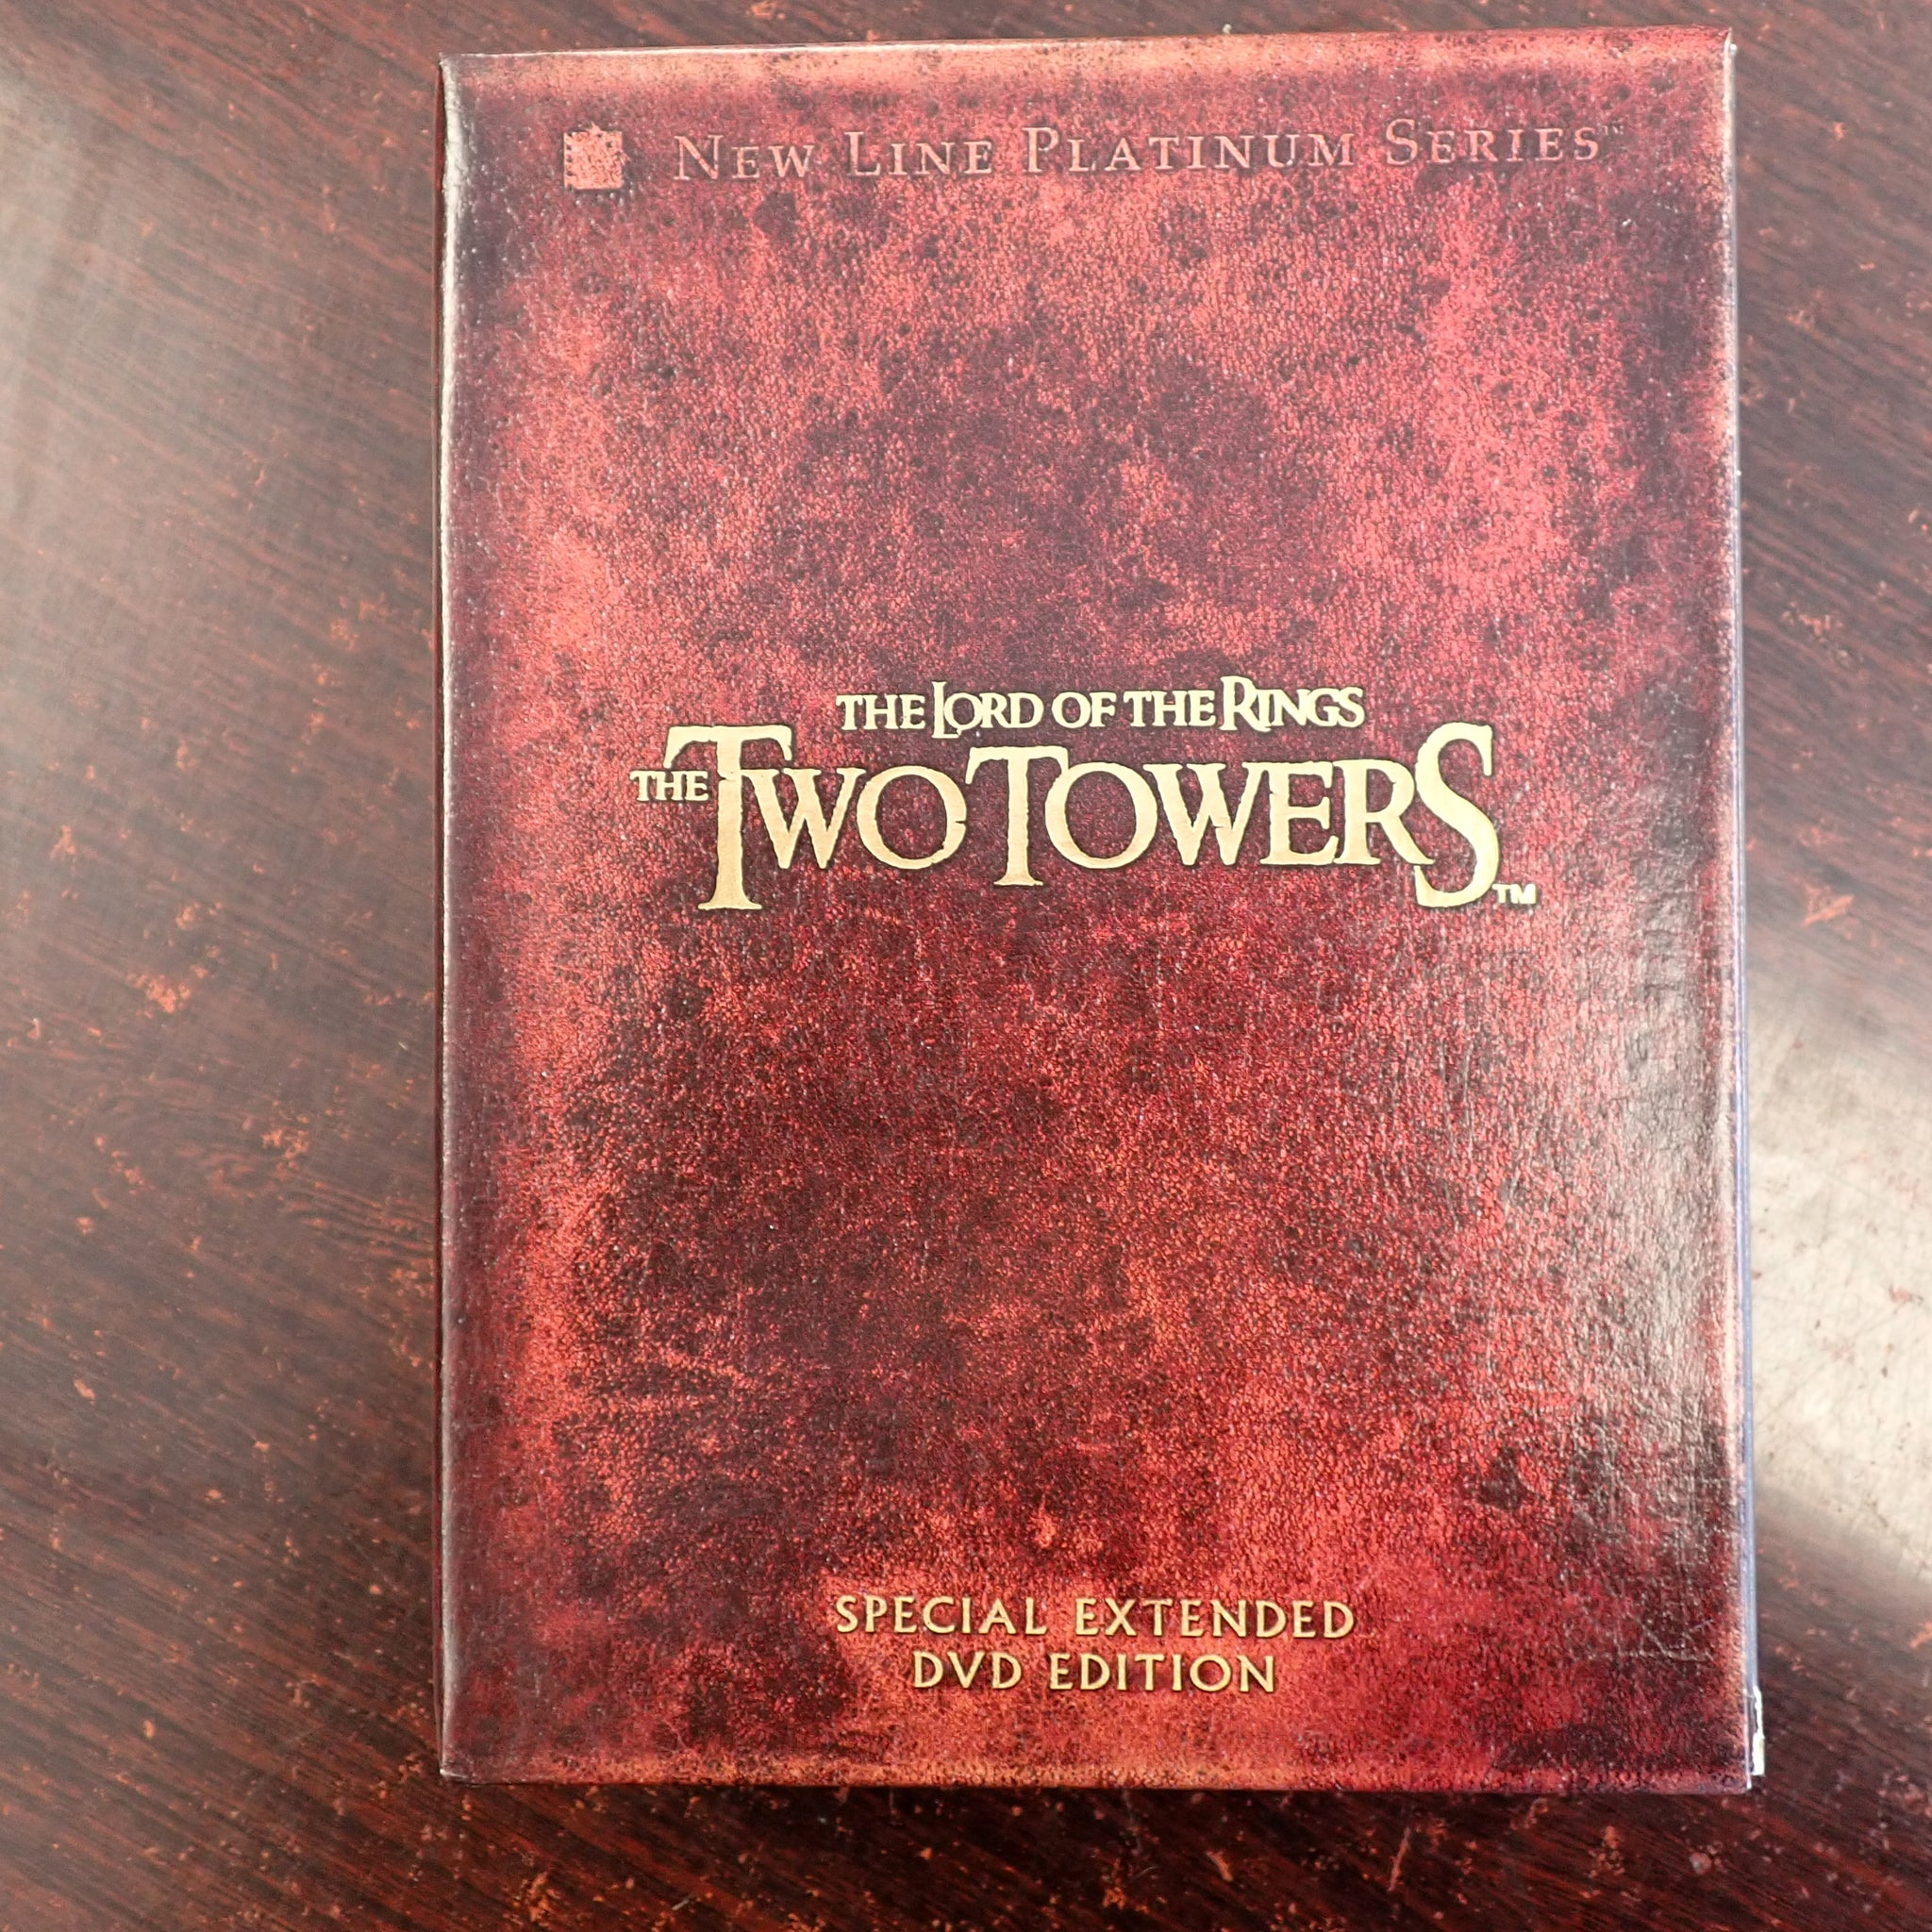 NEW LINE PLATINUM SERIES™
THE LORD OF THE RINGS
THE TWO TOWERS™
SPECIAL EXTENDED
DVD EDITION